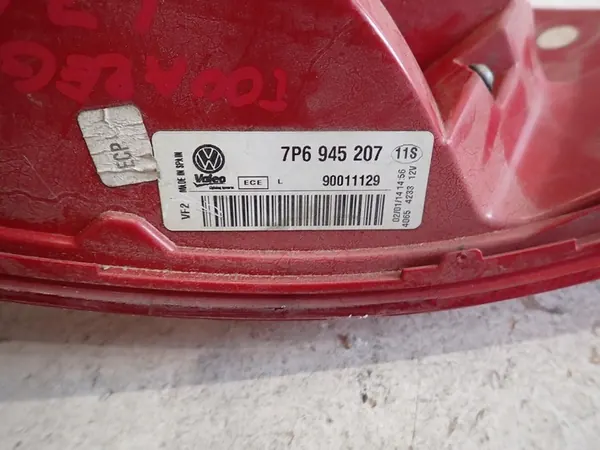 TOUAREG
ECP
MADE IN SPAIN
VF2
Valeo
ECE L
7P6 945 207 11S
90011129
02/01/14 14:56
4065 4233 12V